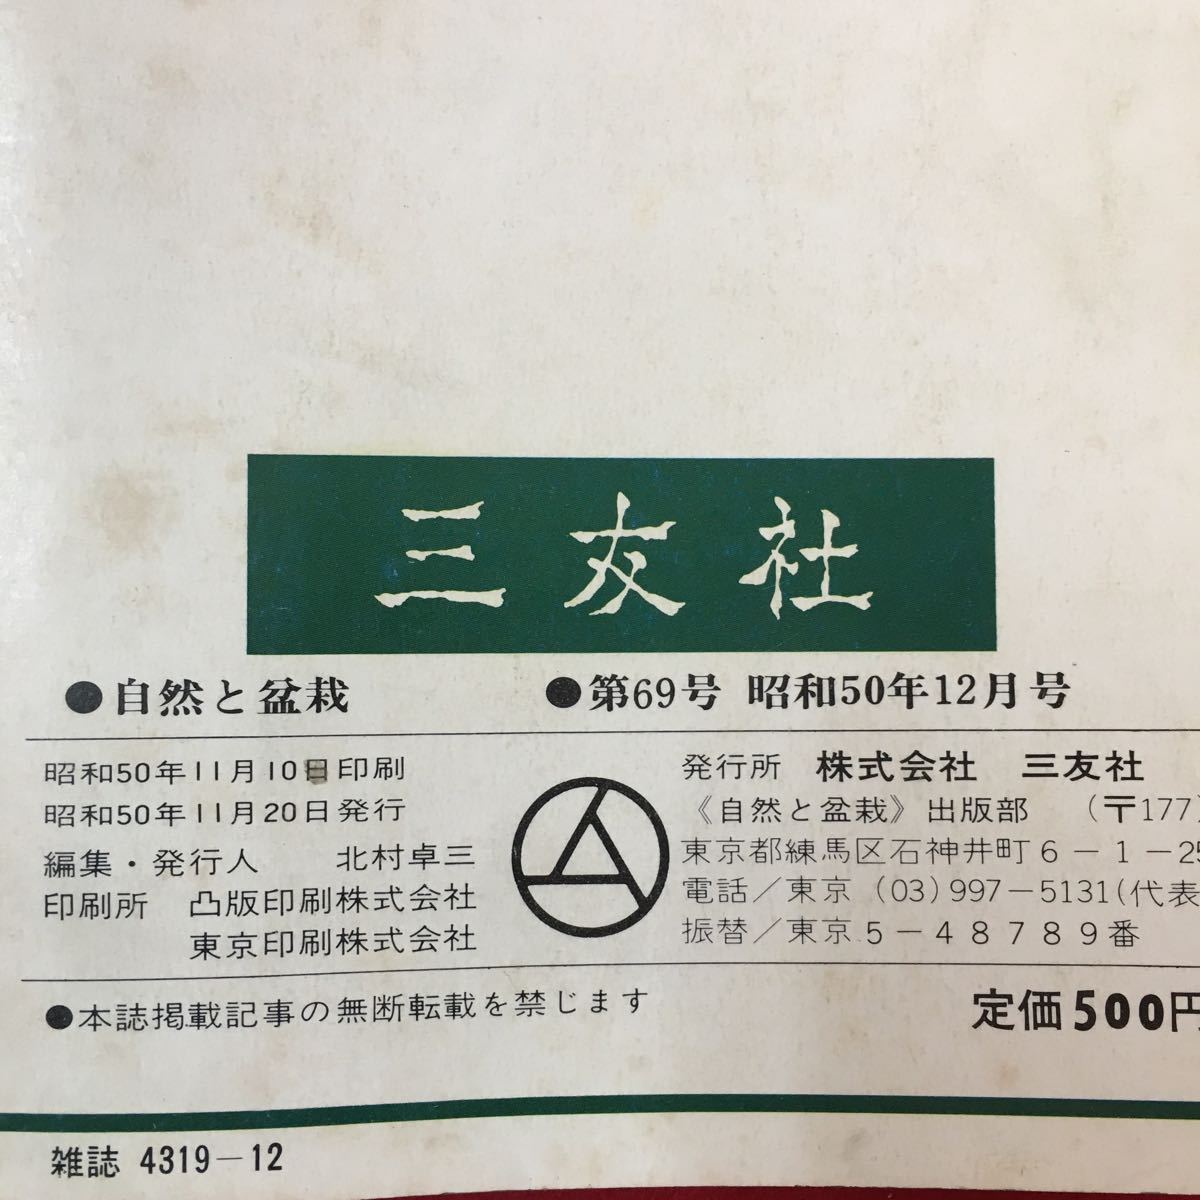 三友社
●自然と盆栽 ●第69号 昭和50年12月号
昭和50年11月10日印刷
昭和50年11月20日発行
編集・発行人 北村卓三
印刷所 凸版印刷株式会社
東京印刷株式会社
発行所 株式会社 三友社
《自然と盆栽》出版部 (〒177)
東京都練馬区石神井町6-1-25
電話/東京 (03)997-5131(代表
振替/東京5-48789番
●本誌掲載記事の無断転載を禁じます
定価500円
雑誌 4319-12